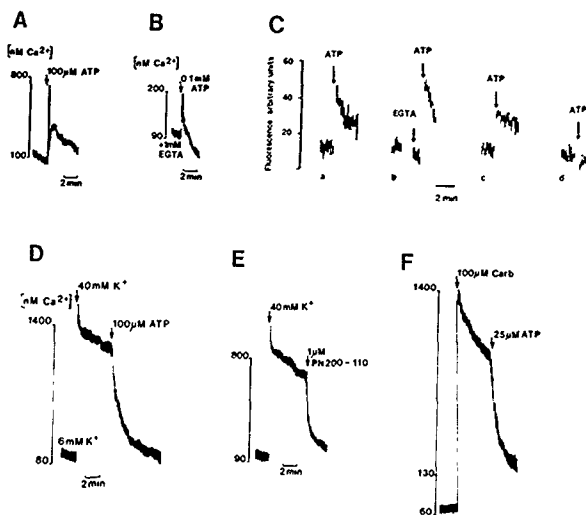 A
[nM Ca2+]
800
100μM ATP
100
2min
B
[nM Ca2+]
200
0.1mM
ATP
90
+1mM
EGTA
2min
C
Fluorescence arbitrary units
60
40
20
ATP
ATP
EGTA
ATP
ATP
a
b
c
d
2 min
D
[nM Ca2+]
40mM K+
1400
100μM ATP
6mM K+
80
2min
E
40mM K+
800
1μM
PN200-110
90
2min
F
100μM Carb
1400
25μM ATP
130
60
2min